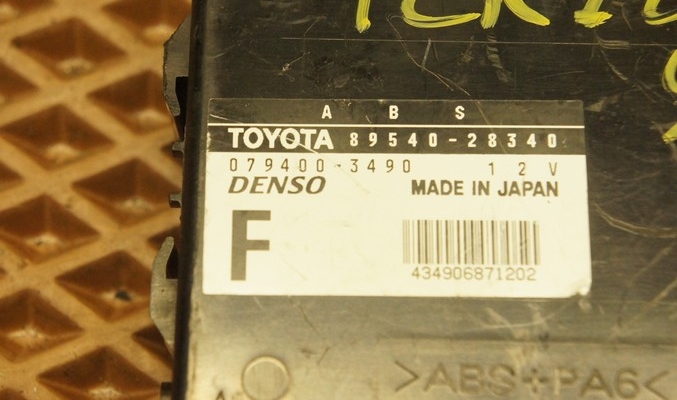 A B S
TOYOTA 89540-28340
079400-3490 12V
DENSO MADE IN JAPAN
F
434906871202
>ABS+PA6<